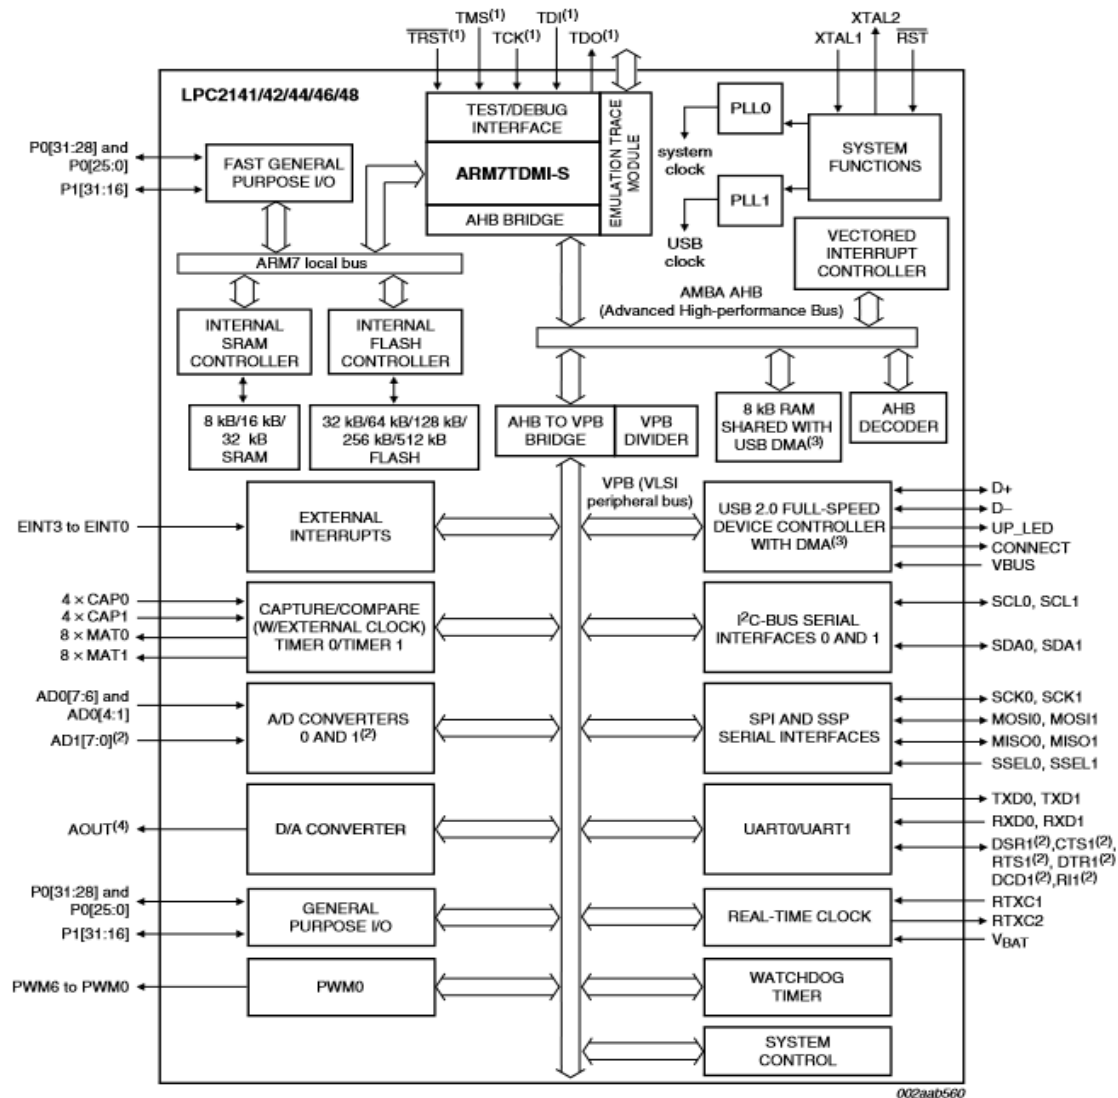 TMS(1)
TDI(1)
TRST(1)
TCK(1)
TDO(1)
XTAL2
XTAL1
RST
LPC2141/42/44/46/48
TEST/DEBUG
INTERFACE
ARM7TDMI-S
AHB BRIDGE
EMULATION TRACE
MODULE
PLL0
system
clock
SYSTEM
FUNCTIONS
PLL1
USB
clock
P0[31:28] and
P0[25:0]
P1[31:16]
FAST GENERAL
PURPOSE I/O
VECTORED
INTERRUPT
CONTROLLER
ARM7 local bus
AMBA AHB
(Advanced High-performance Bus)
INTERNAL
SRAM
CONTROLLER
INTERNAL
FLASH
CONTROLLER
8 kB/16 kB/
32 kB
SRAM
32 kB/64 kB/128 kB/
256 kB/512 kB
FLASH
AHB TO VPB
BRIDGE
VPB
DIVIDER
8 kB RAM
SHARED WITH
USB DMA(3)
AHB
DECODER
VPB (VLSI
peripheral bus)
EINT3 to EINT0
EXTERNAL
INTERRUPTS
USB 2.0 FULL-SPEED
DEVICE CONTROLLER
WITH DMA(3)
D+
D−
UP_LED
CONNECT
VBUS
4 × CAP0
4 × CAP1
8 × MAT0
8 × MAT1
CAPTURE/COMPARE
(W/EXTERNAL CLOCK)
TIMER 0/TIMER 1
I2C-BUS SERIAL
INTERFACES 0 AND 1
SCL0, SCL1
SDA0, SDA1
AD0[7:6] and
AD0[4:1]
AD1[7:0](2)
A/D CONVERTERS
0 AND 1(2)
SPI AND SSP
SERIAL INTERFACES
SCK0, SCK1
MOSI0, MOSI1
MISO0, MISO1
SSEL0, SSEL1
AOUT(4)
D/A CONVERTER
UART0/UART1
TXD0, TXD1
RXD0, RXD1
DSR1(2),CTS1(2),
RTS1(2), DTR1(2)
DCD1(2),RI1(2)
P0[31:28] and
P0[25:0]
P1[31:16]
GENERAL
PURPOSE I/O
REAL-TIME CLOCK
RTXC1
RTXC2
VBAT
PWM6 to PWM0
PWM0
WATCHDOG
TIMER
SYSTEM
CONTROL
002aab560